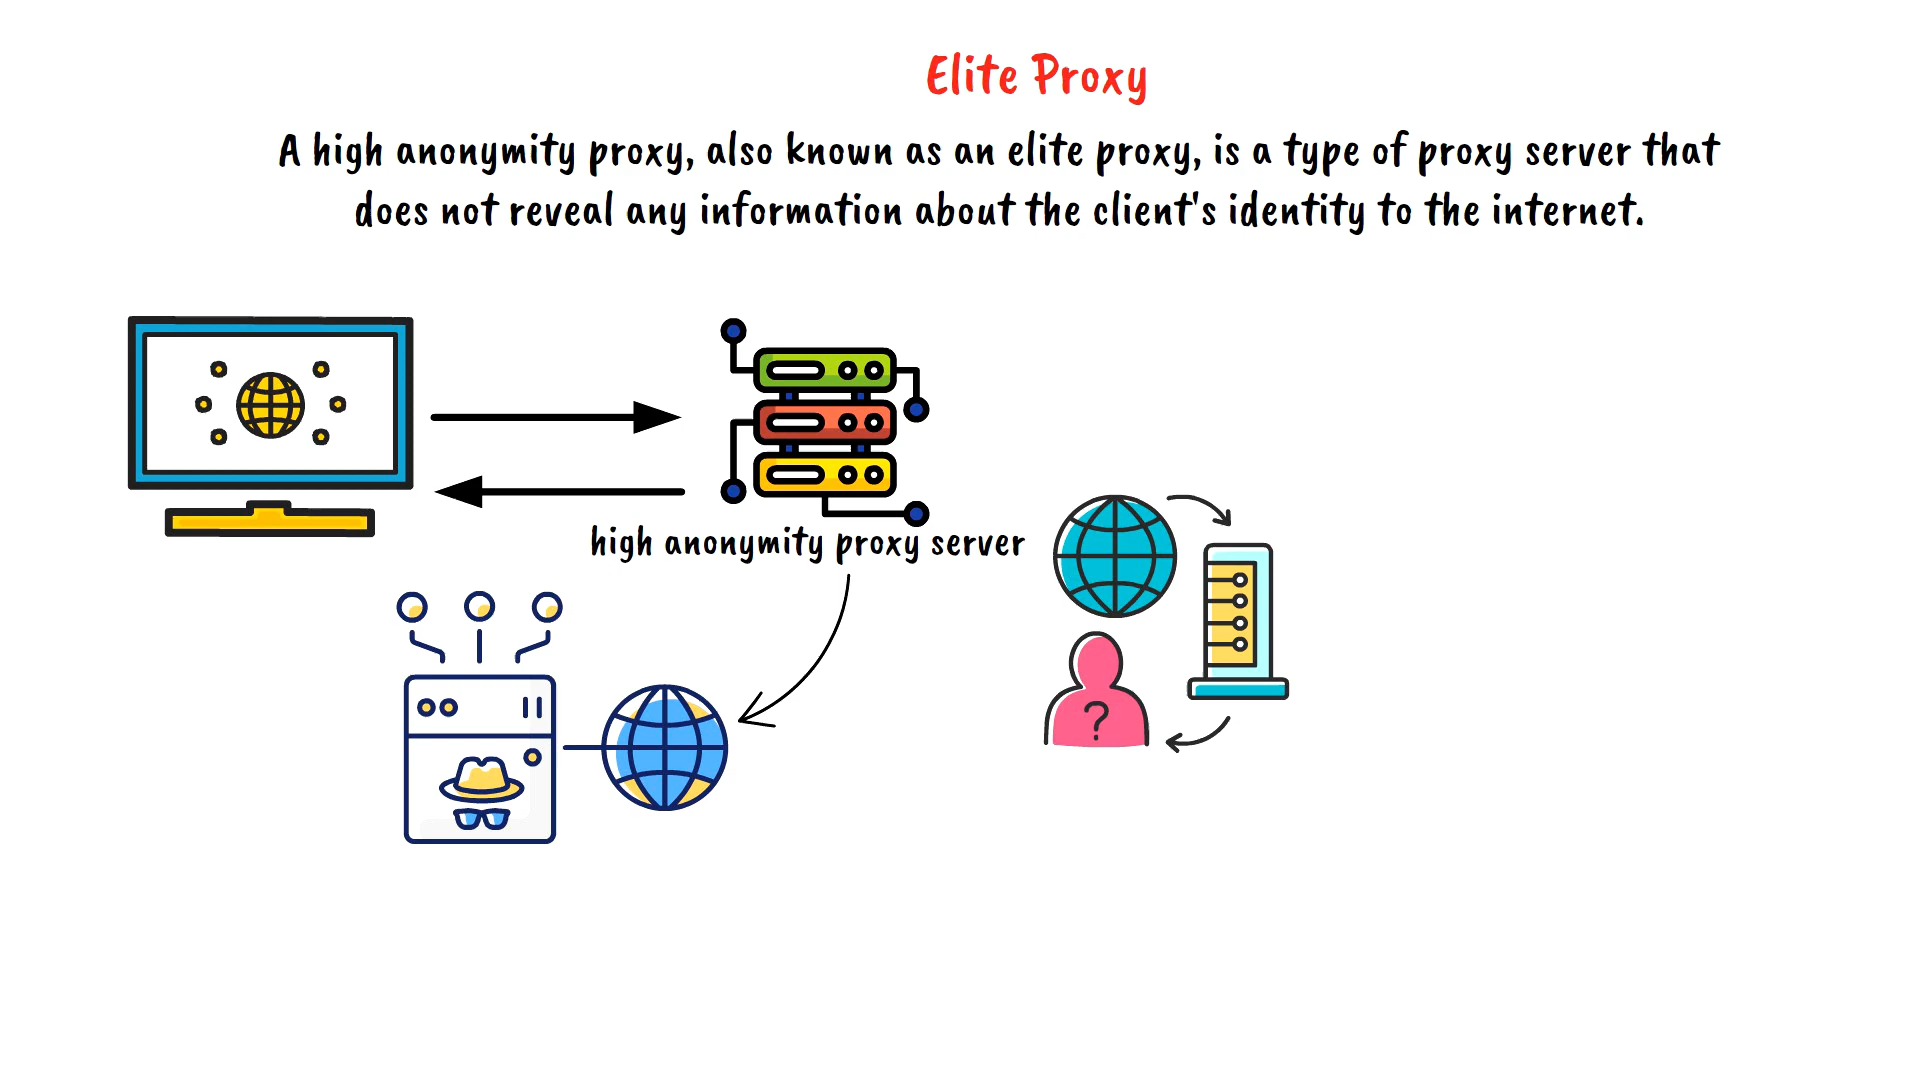 Elite Proxy
A high anonymity proxy, also known as an elite proxy, is a type of proxy server that
does not reveal any information about the client's identity to the internet.
high anonymity proxy server
?